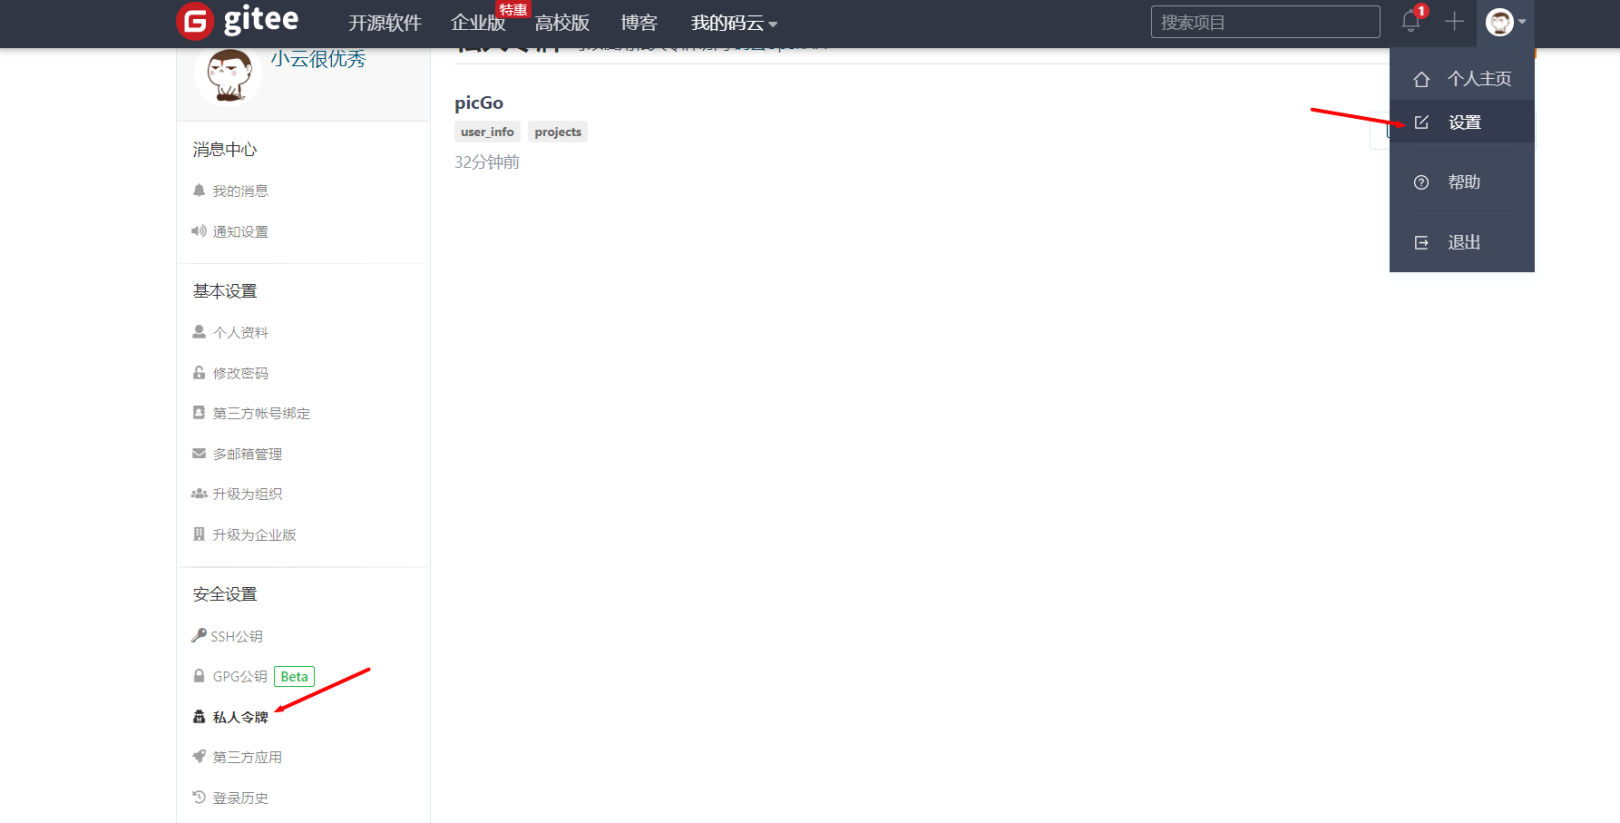 gitee
开源软件
企业版
特惠
高校版
博客
我的码云
搜索项目
1
个人主页
设置
帮助
退出
小云很优秀
消息中心
我的消息
通知设置
基本设置
个人资料
修改密码
第三方帐号绑定
多邮箱管理
升级为组织
升级为企业版
安全设置
SSH公钥
GPG公钥 Beta
私人令牌
第三方应用
登录历史
picGo
user_info projects
32分钟前